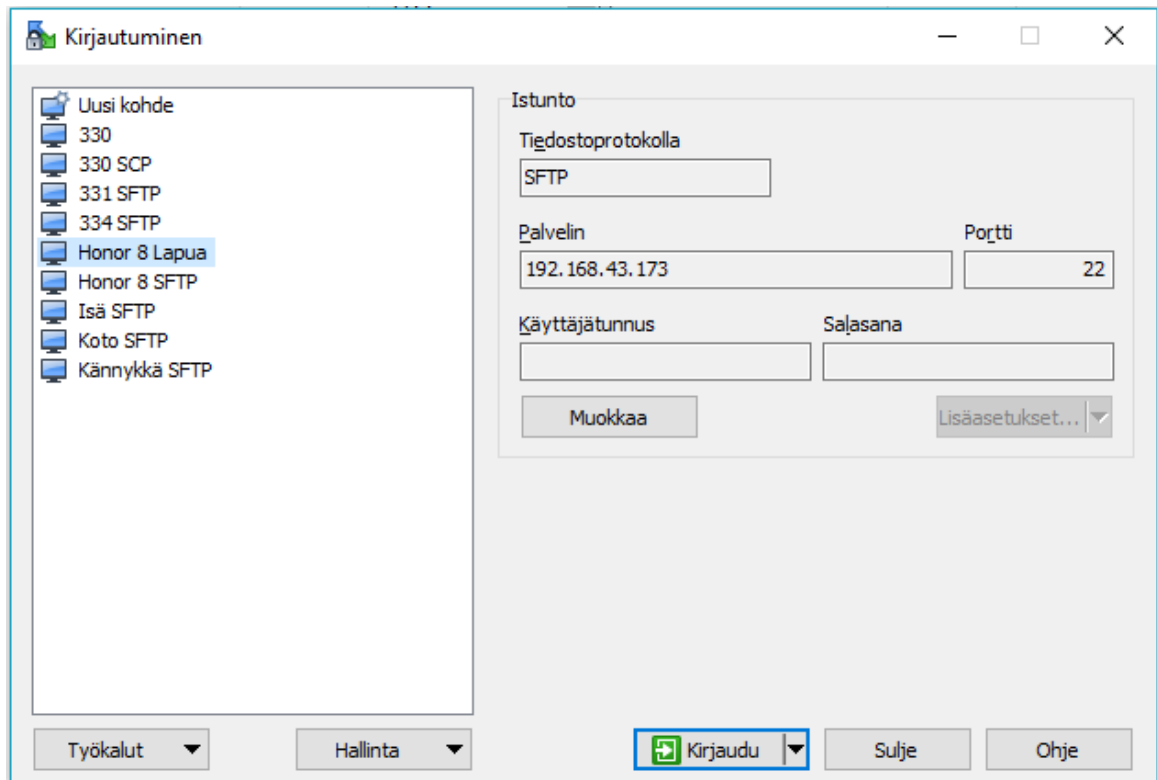 Kirjautuminen
Uusi kohde
330
330 SCP
331 SFTP
334 SFTP
Honor 8 Lapua
Honor 8 SFTP
Isä SFTP
Koto SFTP
Kännykkä SFTP
Istunto
Tiedostoprotokolla
SFTP
Palvelin Portti
192.168.43.173 22
Käyttäjätunnus Salasana
Muokkaa Lisäasetukset...
Työkalut Hallinta Kirjaudu Sulje Ohje